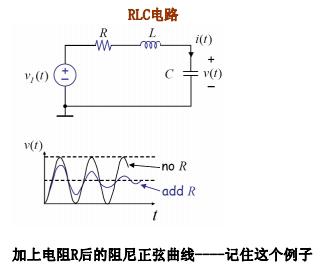 RLC电路
R
L
i(t)
+
v_I(t)
+
−
C
v(t)
−
v(t)
no R
add R
t
加上电阻R后的阻尼正弦曲线----记住这个例子